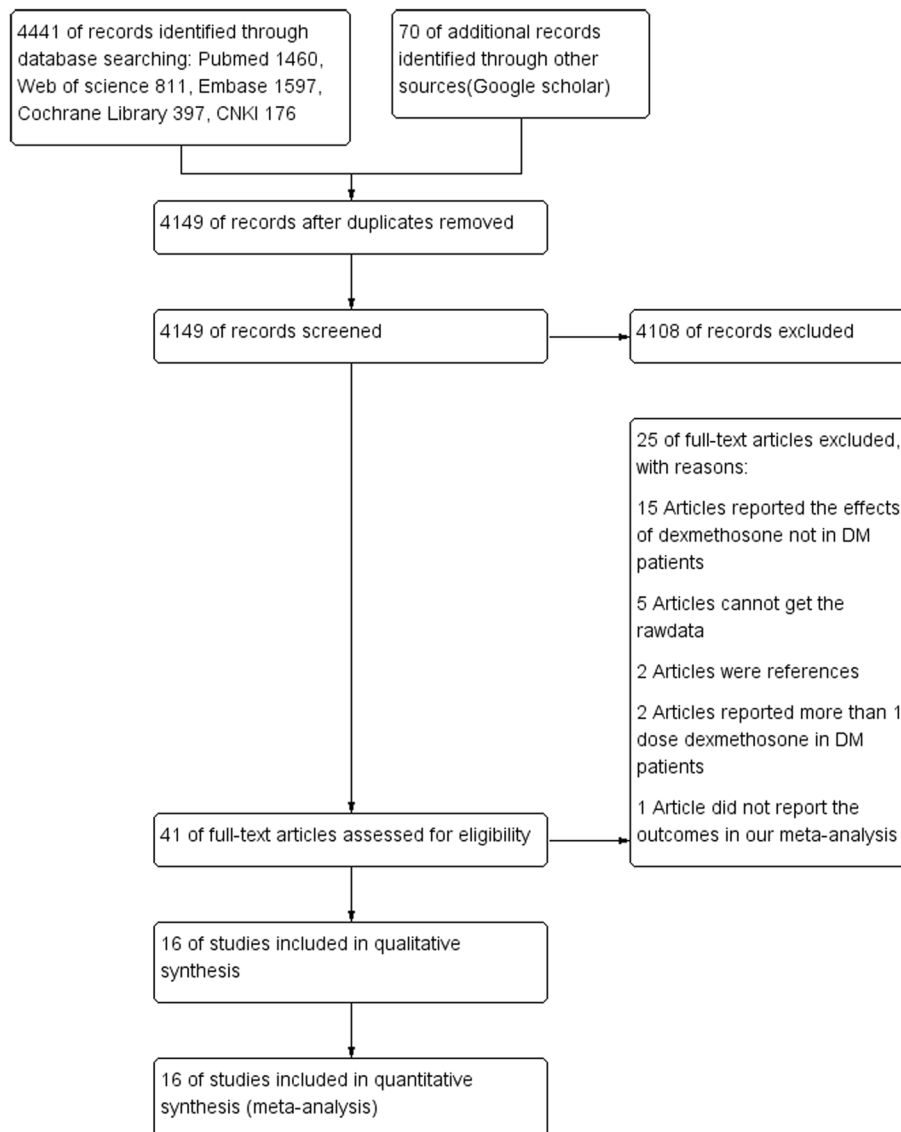 4441 of records identified through
database searching: Pubmed 1460,
Web of science 811, Embase 1597,
Cochrane Library 397, CNKI 176
70 of additional records
identified through other
sources(Google scholar)
4149 of records after duplicates removed
4149 of records screened
4108 of records excluded
25 of full-text articles excluded,
with reasons:
15 Articles reported the effects
of dexmethosone not in DM
patients
5 Articles cannot get the
rawdata
2 Articles were references
2 Articles reported more than 1
dose dexmethosone in DM
patients
1 Article did not report the
outcomes in our meta-analysis
41 of full-text articles assessed for eligibility
16 of studies included in qualitative
synthesis
16 of studies included in quantitative
synthesis (meta-analysis)